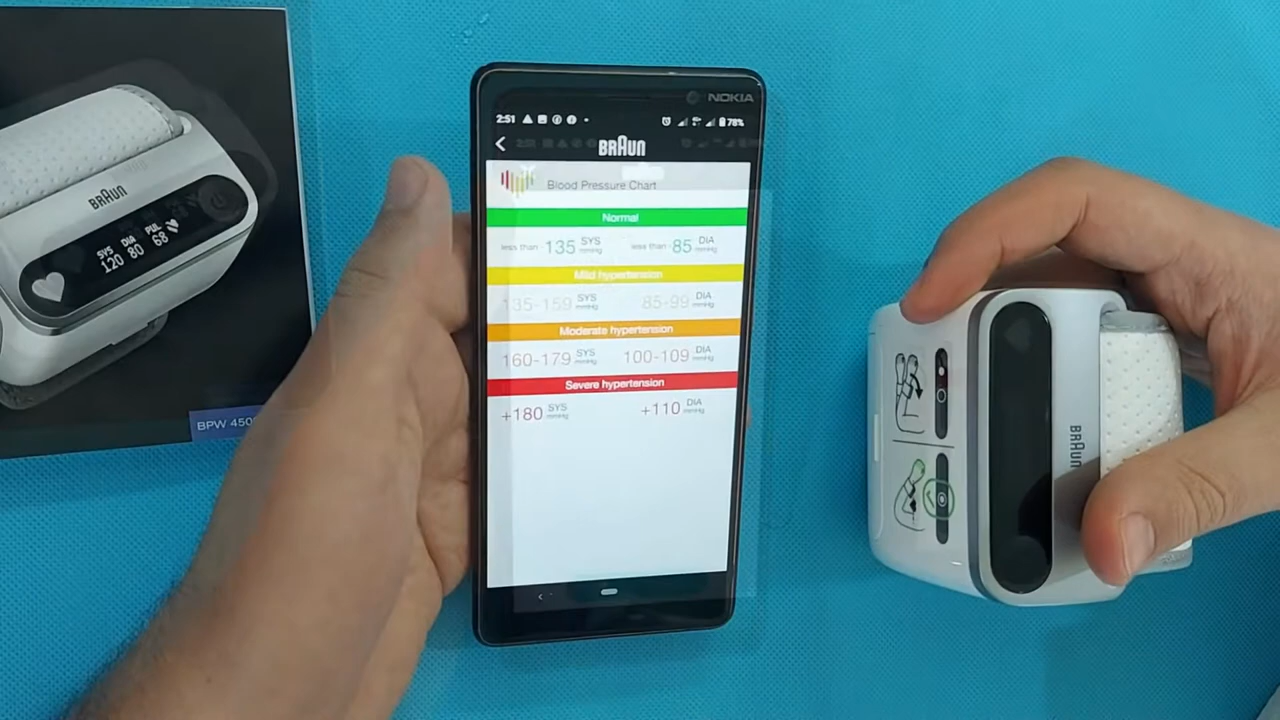 BRAUN
SYS DIA PUL
120 80 68
BPW 450
NOKIA
2:51
78%
BRAUN
Blood Pressure Chart
Normal
less than 135 SYS mmHg less than 85 DIA mmHg
Mild hypertension
135-159 SYS mmHg 85-99 DIA mmHg
Moderate hypertension
160-179 SYS mmHg 100-109 DIA mmHg
Severe hypertension
+180 SYS mmHg +110 DIA mmHg
BRAUN